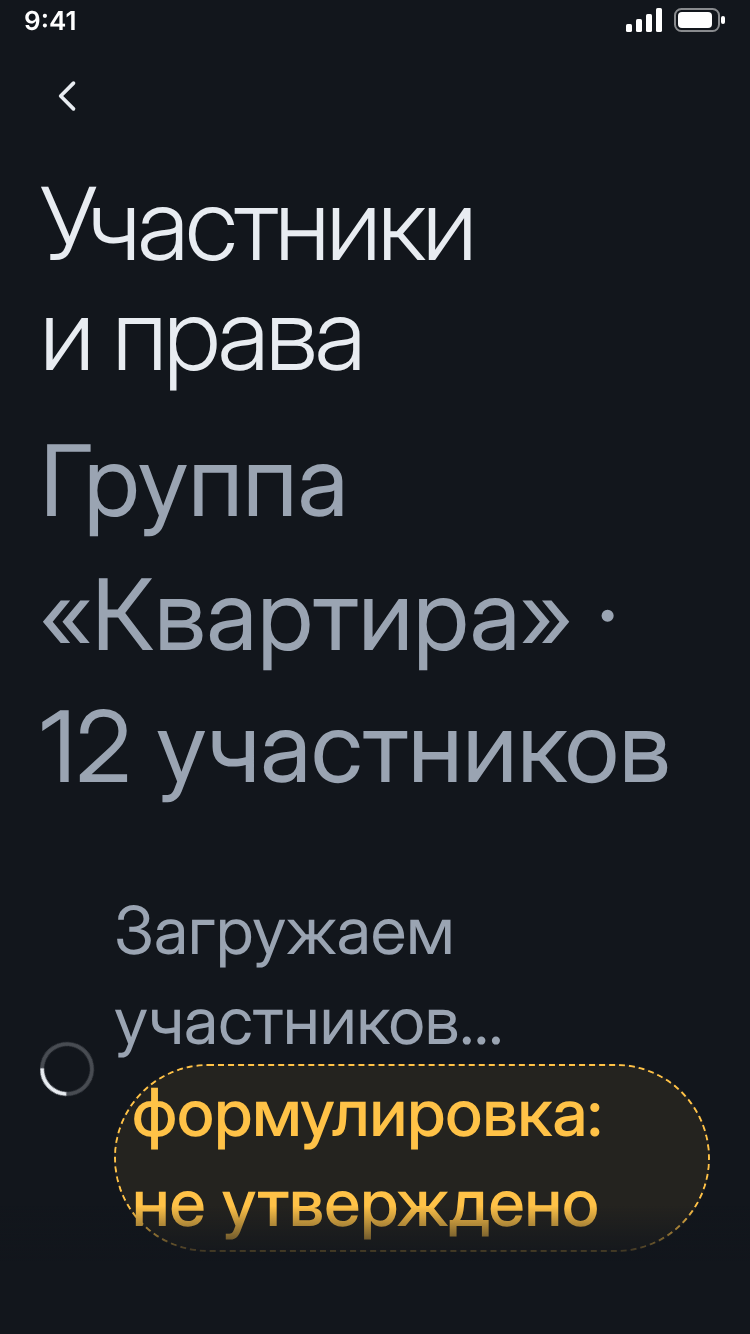 9:41
Участники
и права
Группа
«Квартира» ·
12 участников
Загружаем
участников…
формулировка:
не утверждено